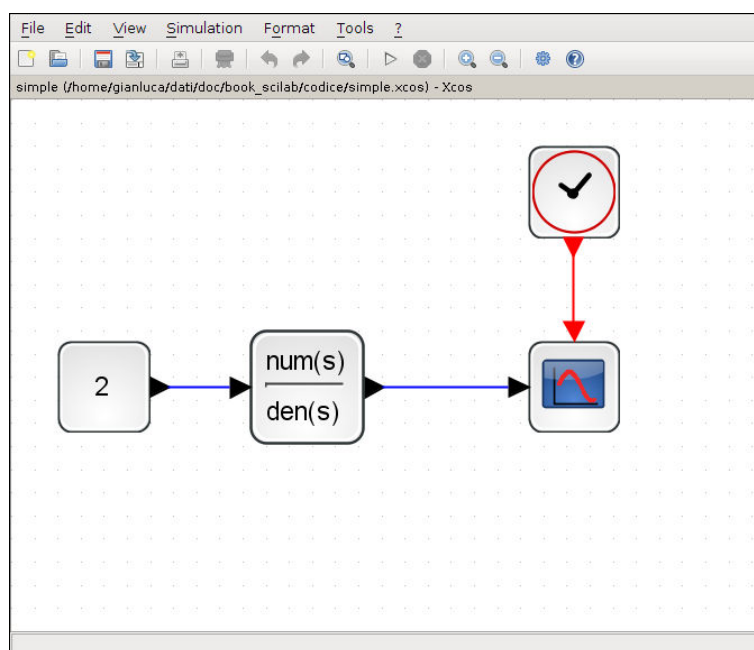 File Edit View Simulation Format Tools ?
simple (/home/gianluca/dati/doc/book_scilab/codice/simple.xcos) - Xcos
2
num(s)
den(s)